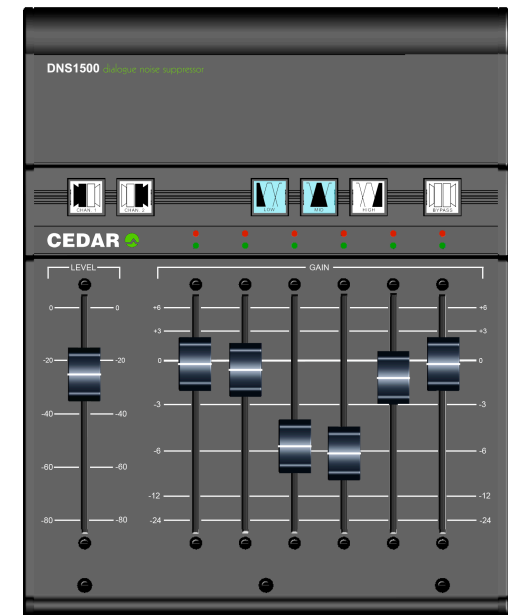 DNS1500 dialogue noise suppressor
CHAN. 1 CHAN. 2 LOW MID HIGH BYPASS
CEDAR
LEVEL GAIN
0 0 +6 +6
+3 +3
-20 -20 0 0
-40 -40 -3 -3
-60 -60 -6 -6
-12 -12
-80 -80 -24 -24